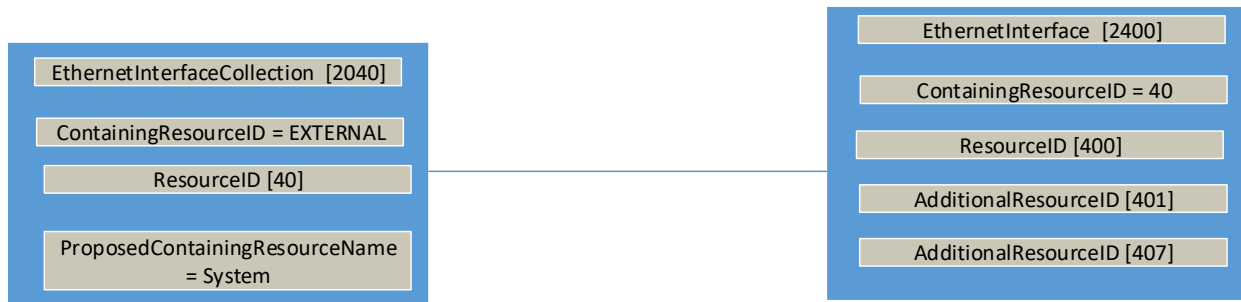 EthernetInterfaceCollection [2040]
ContainingResourceID = EXTERNAL
ResourceID [40]
ProposedContainingResourceName
= System
EthernetInterface [2400]
ContainingResourceID = 40
ResourceID [400]
AdditionalResourceID [401]
AdditionalResourceID [407]